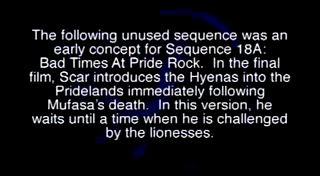 The following unused sequence was an
early concept for Sequence 18A:
Bad Times At Pride Rock.  In the final
film, Scar introduces the Hyenas into the
Pridelands immediately following
Mufasa's death.  In this version, he
waits until a time when he is challenged
by the lionesses.